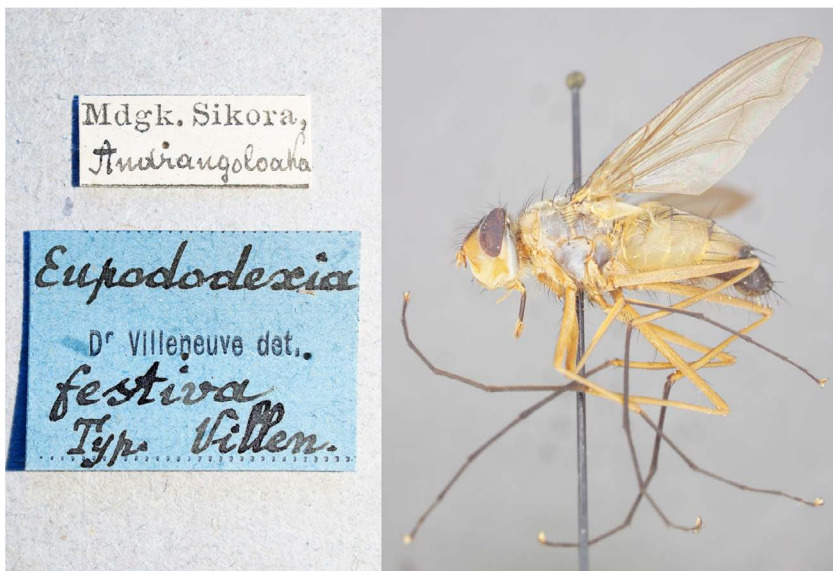 Mdgk. Sikora,
Andrangoloaka
Eupododexia
Dr Villeneuve det.
festiva
Typ. Villen.